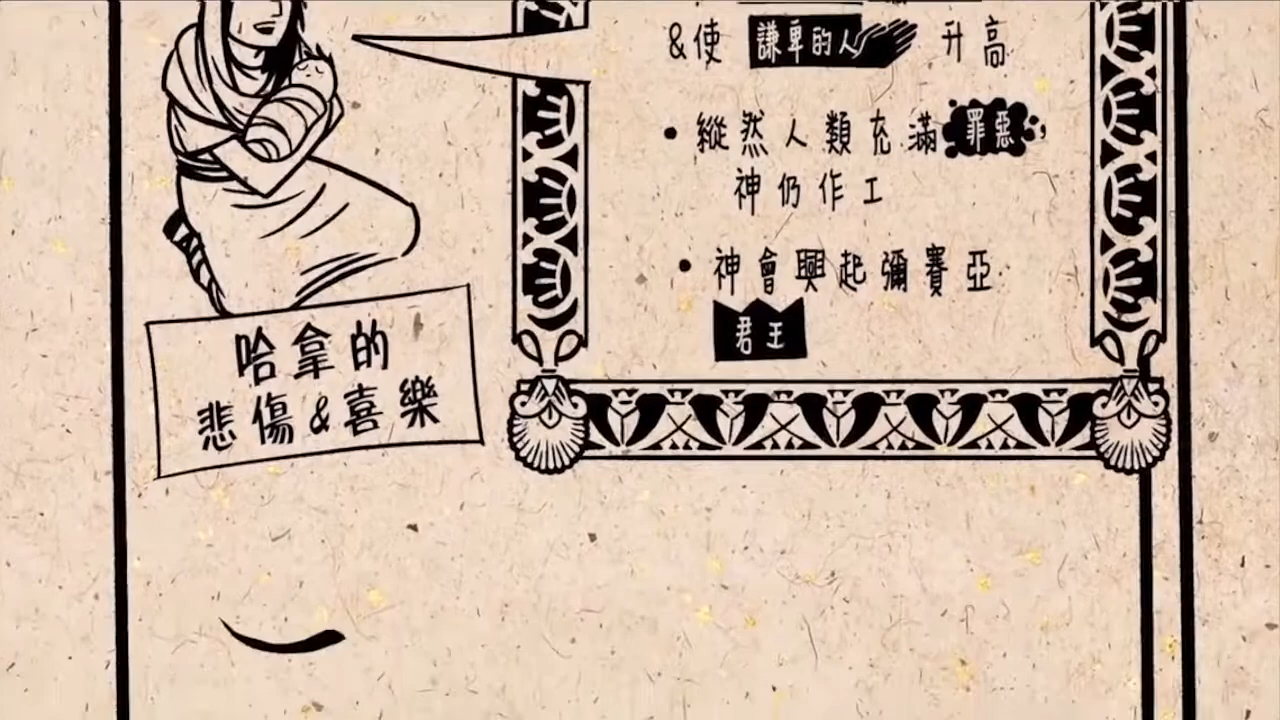 &使 謙卑的人 升高
• 縱然人類充滿罪惡,
神仍作工
• 神會興起彌賽亞
君王
哈拿的
悲傷&喜樂